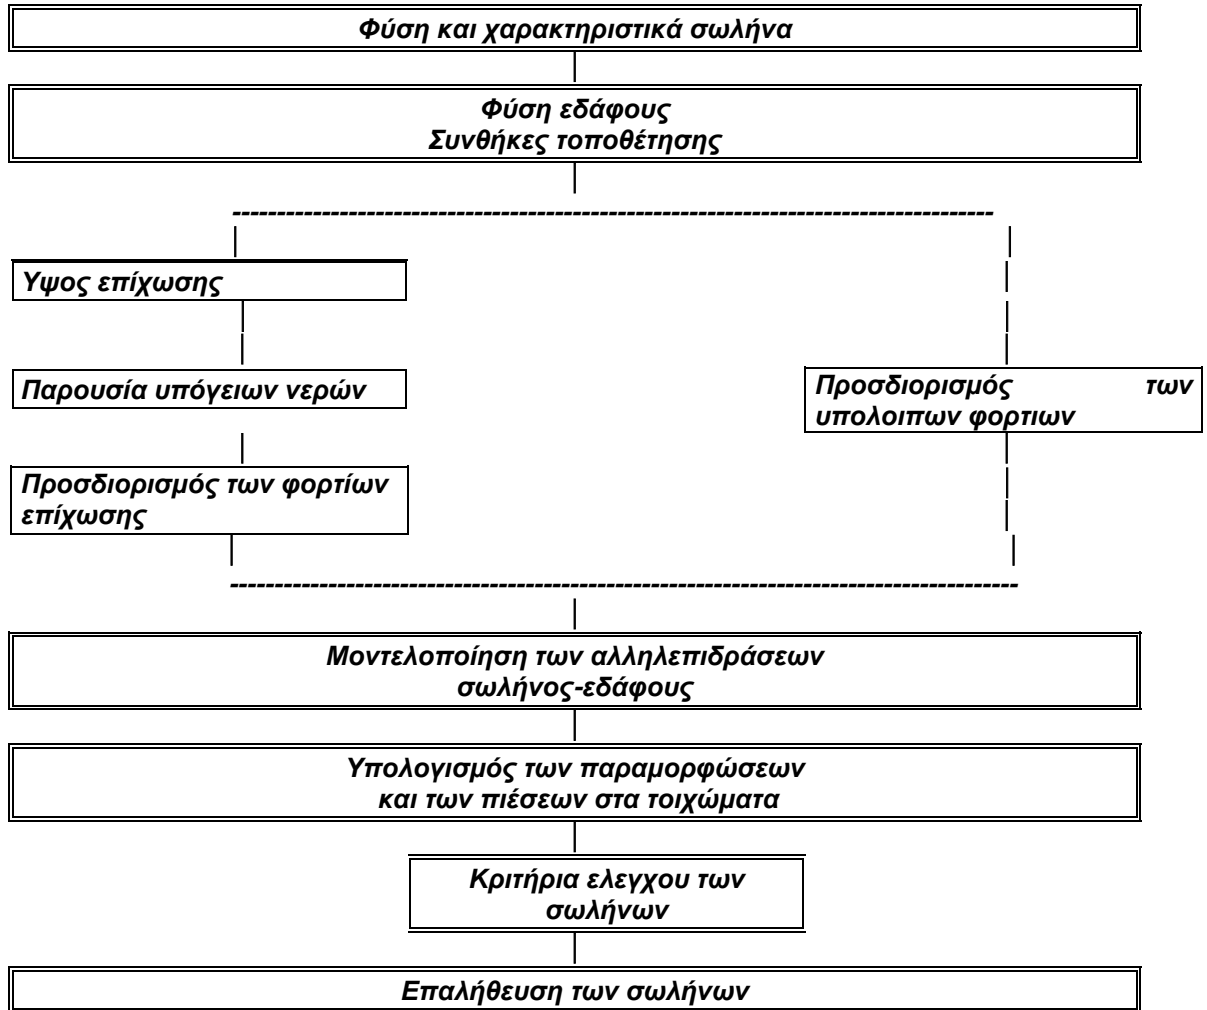 Φύση και χαρακτηριστικά σωλήνα
Φύση εδάφους
Συνθήκες τοποθέτησης
Υψος επίχωσης
Παρουσία υπόγειων νερών
Προσδιορισμός των
υπολοιπων φορτιων
Προσδιορισμός των φορτίων
επίχωσης
Μοντελοποίηση των αλληλεπιδράσεων
σωλήνος-εδάφους
Υπολογισμός των παραμορφώσεων
και των πιέσεων στα τοιχώματα
Κριτήρια ελεγχου των
σωλήνων
Επαλήθευση των σωλήνων